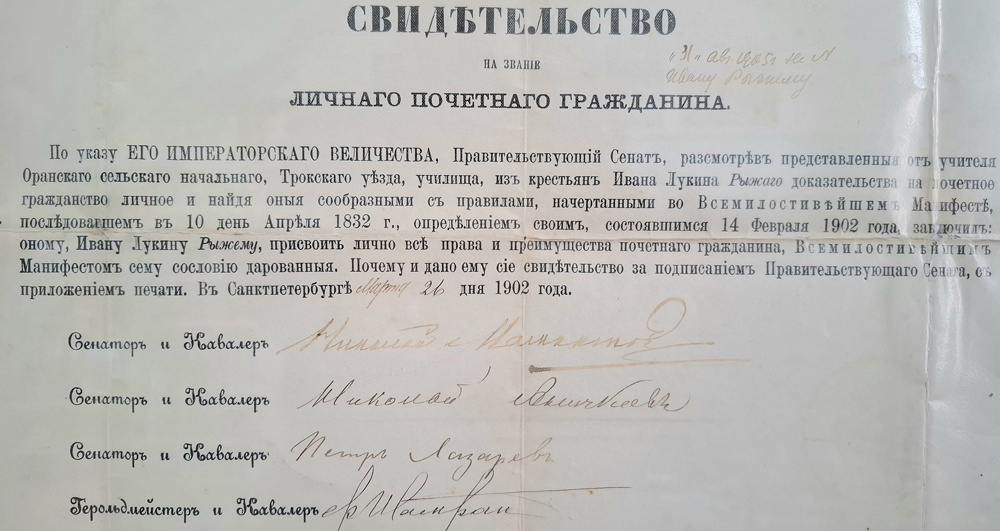 СВИДѢТЕЛЬСТВО
НА ЗВАНІЕ
Ивану Рыжему
ЛИЧНАГО ПОЧЕТНАГО ГРАЖДАНИНА.
По указу ЕГО ИМПЕРАТОРСКАГО ВЕЛИЧЕСТВА, Правительствующій Сенатъ, разсмотрѣвъ представленныя отъ учителя
Оранскаго сельскаго начальнаго, Трокскаго уѣзда, училища, изъ крестьянъ Ивана Лукина Рыжаго доказательства на почетное
гражданство личное и найдя оныя сообразными съ правилами, начертанными во Всемилостивѣйшемъ Манифестѣ,
послѣдовавшемъ въ 10 день Апрѣля 1832 г., опредѣленіемъ своимъ, состоявшимся 14 Февраля 1902 года, заключилъ:
оному, Ивану Лукину Рыжему, присвоить лично всѣ права и преимущества почетнаго гражданина, Всемилостивѣйшимъ
Манифестомъ сему сословію дарованныя. Почему и дано ему сіе свидѣтельство за подписаніемъ Правительствующаго Сената, съ
приложеніемъ печати. Въ Санктпетербургѣ Марта 26 дня 1902 года.
Сенаторъ и Кавалеръ
Сенаторъ и Кавалеръ Николай
Сенаторъ и Кавалеръ Петръ Лазаревъ
Герольдмейстеръ и Кавалеръ